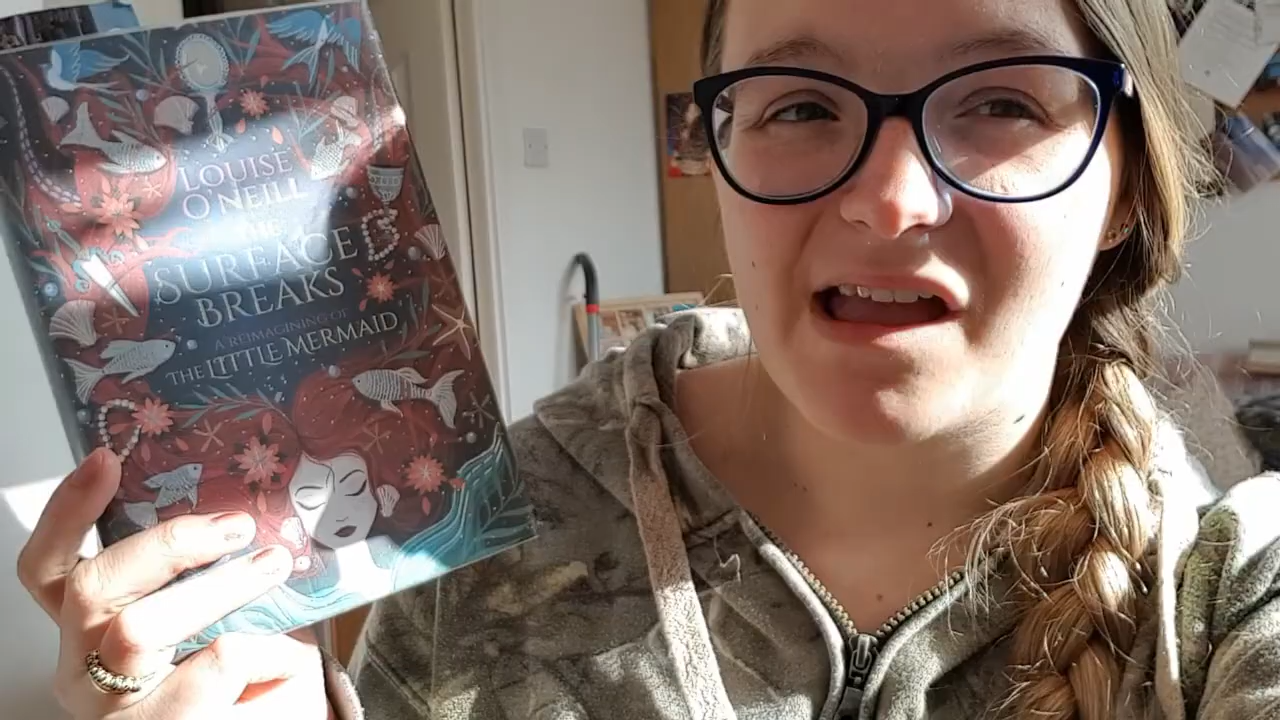 LOUISE
O'NEILL
THE
SURFACE
BREAKS
A REIMAGINING OF
THE LITTLE MERMAID